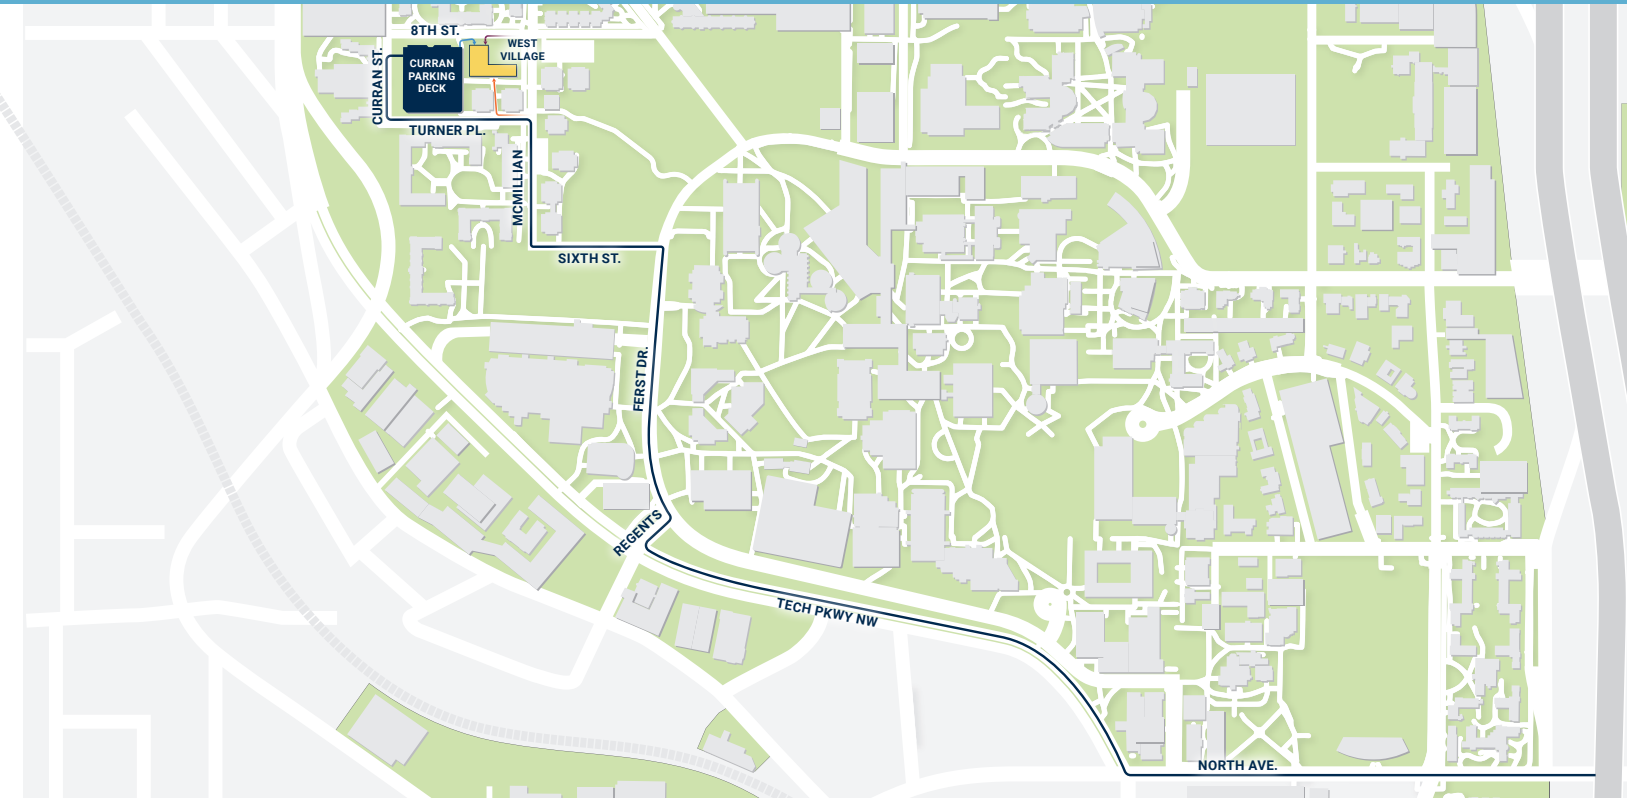 8TH ST.
WEST
VILLAGE
CURRAN ST.
CURRAN
PARKING
DECK
TURNER PL.
MCMILLIAN
SIXTH ST.
FERST DR.
REGENTS
TECH PKWY NW
NORTH AVE.